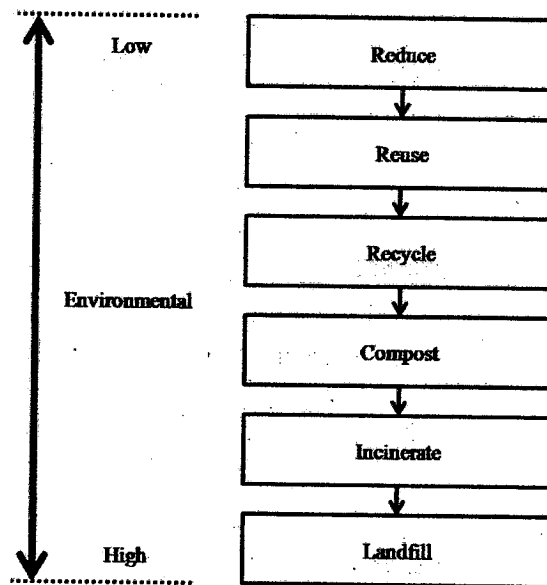 Low
Reduce
Reuse
Recycle
Environmental
Compost
Incinerate
High
Landfill